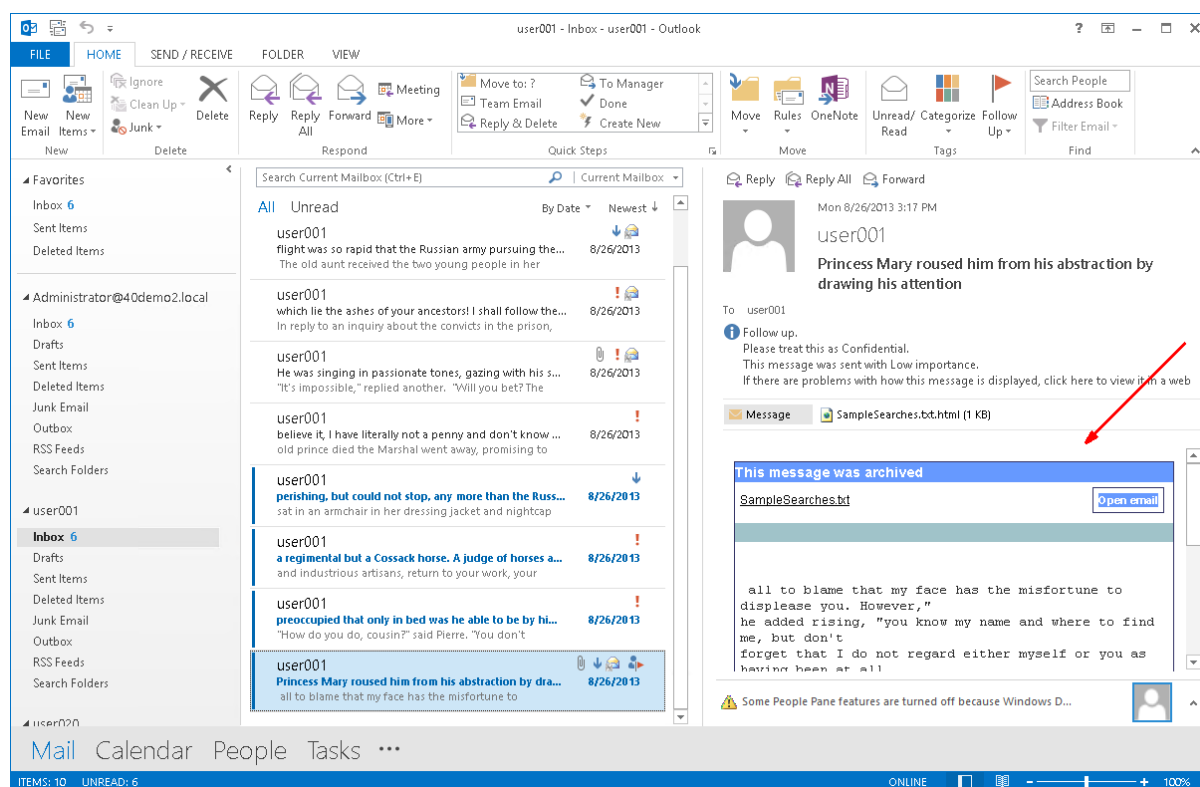 user001 - Inbox - user001 - Outlook
FILE HOME SEND / RECEIVE FOLDER VIEW
New Email
New Items
Ignore
Clean Up
Junk
Delete
Reply
Reply All
Forward
Meeting
More
Move to: ?
Team Email
Reply & Delete
To Manager
Done
Create New
Move
Rules
OneNote
Unread/ Read
Categorize
Follow Up
Search People
Address Book
Filter Email
New Delete Respond Quick Steps Move Tags Find
Favorites
Inbox 6
Sent Items
Deleted Items
Administrator@40demo2.local
Inbox 6
Drafts
Sent Items
Deleted Items
Junk Email
Outbox
RSS Feeds
Search Folders
user001
Inbox 6
Drafts
Sent Items
Deleted Items
Junk Email
Outbox
RSS Feeds
Search Folders
user020
Search Current Mailbox (Ctrl+E) Current Mailbox
All Unread By Date Newest ↓
user001
flight was so rapid that the Russian army pursuing the... 8/26/2013
The old aunt received the two young people in her
user001
which lie the ashes of your ancestors! I shall follow the... 8/26/2013
In reply to an inquiry about the convicts in the prison,
user001
He was singing in passionate tones, gazing with his s... 8/26/2013
"It's impossible," replied another. "Will you bet? The
user001
believe it, I have literally not a penny and don't know ... 8/26/2013
old prince died the Marshal went away, promising to
user001
perishing, but could not stop, any more than the Russ... 8/26/2013
sat in an armchair in her dressing jacket and nightcap
user001
a regimental but a Cossack horse. A judge of horses a... 8/26/2013
and industrious artisans, return to your work, your
user001
preoccupied that only in bed was he able to be by hi... 8/26/2013
"How do you do, cousin?" said Pierre. "You don't
user001
Princess Mary roused him from his abstraction by dra... 8/26/2013
all to blame that my face has the misfortune to
Reply Reply All Forward
Mon 8/26/2013 3:17 PM
user001
Princess Mary roused him from his abstraction by
drawing his attention
To user001
Follow up.
Please treat this as Confidential.
This message was sent with Low importance.
If there are problems with how this message is displayed, click here to view it in a web
Message SampleSearches.txt.html (1 KB)
This message was archived
SampleSearches.txt Open email
all to blame that my face has the misfortune to
displease you. However,"
he added rising, "you know my name and where to find
me, but don't
forget that I do not regard either myself or you as
having been at all
Some People Pane features are turned off because Windows D...
Mail Calendar People Tasks •••
ITEMS: 10 UNREAD: 6 ONLINE 100%